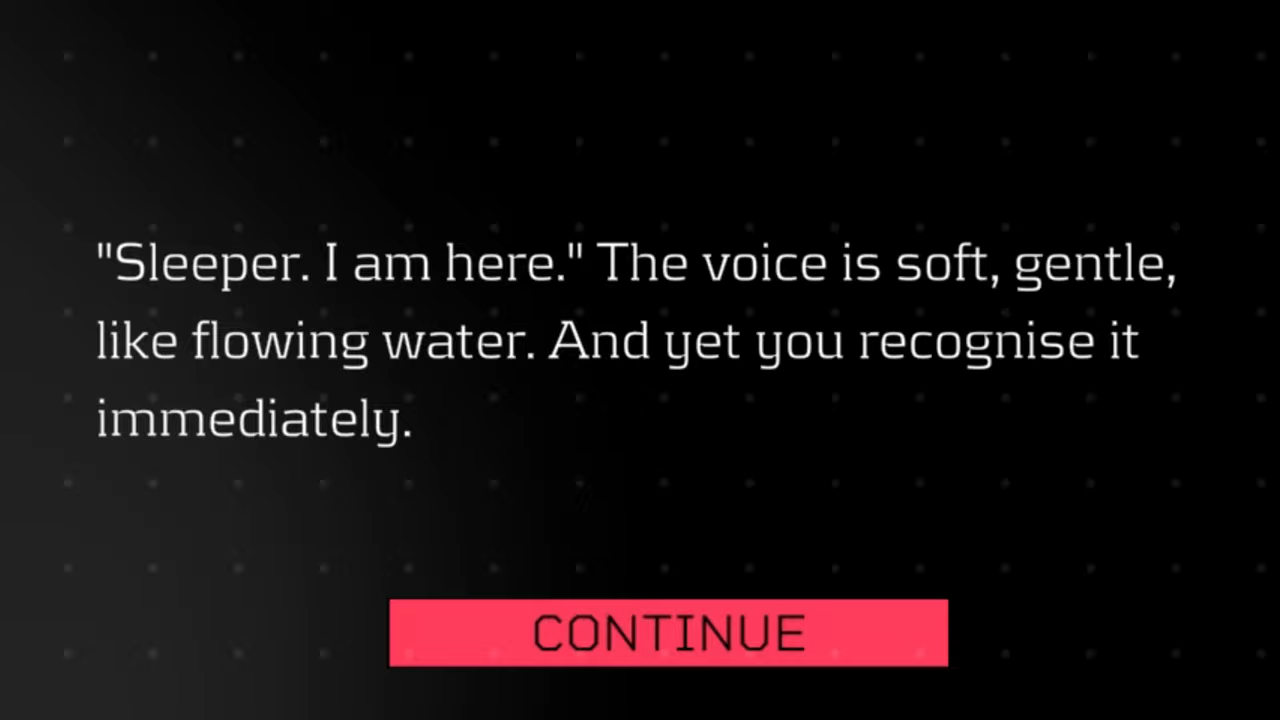 "Sleeper. I am here." The voice is soft, gentle,
like flowing water. And yet you recognise it
immediately.
CONTINUE